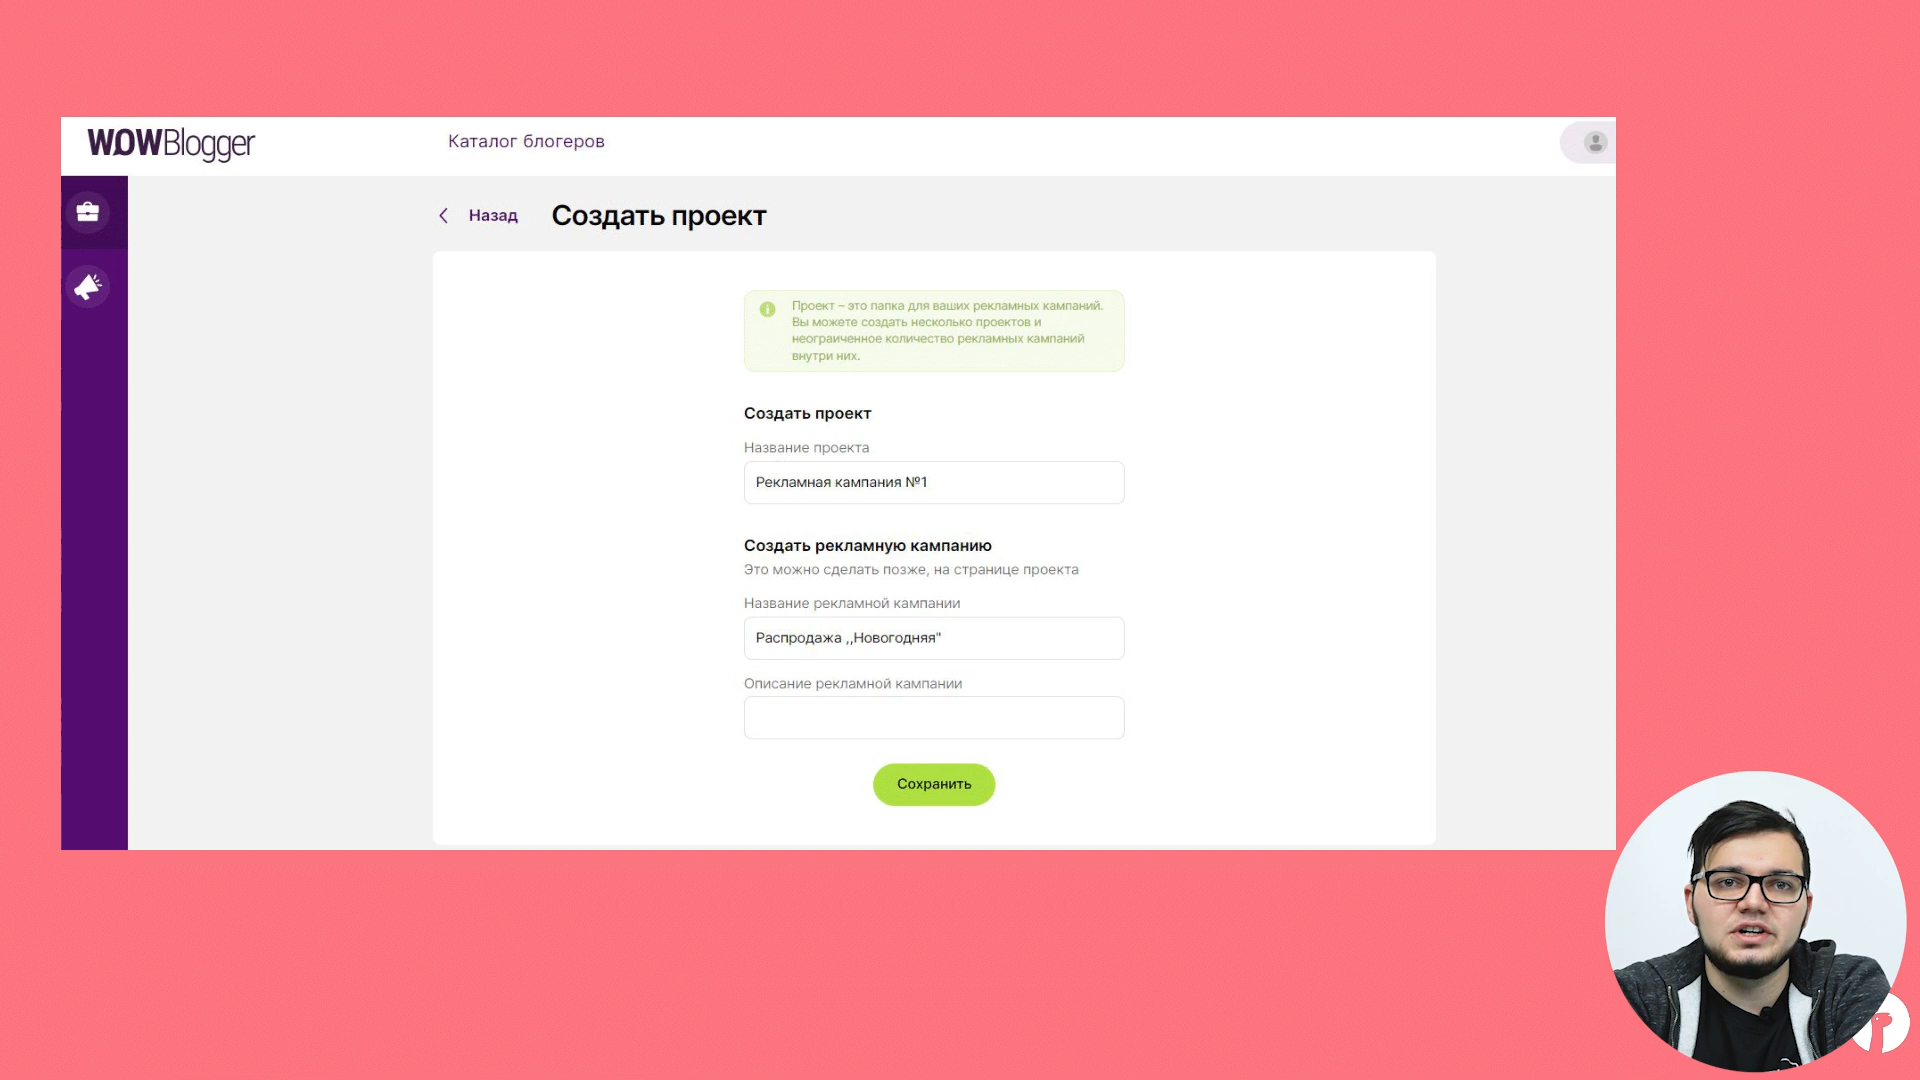 WOWBlogger
Каталог блогеров
Назад
Создать проект
Проект – это папка для ваших рекламных кампаний.
Вы можете создать несколько проектов и
неограиченное количество рекламных кампаний
внутри них.
Создать проект
Название проекта
Рекламная кампания №1
Создать рекламную кампанию
Это можно сделать позже, на странице проекта
Название рекламной кампании
Распродажа ,,Новогодняя"
Описание рекламной кампании
Сохранить